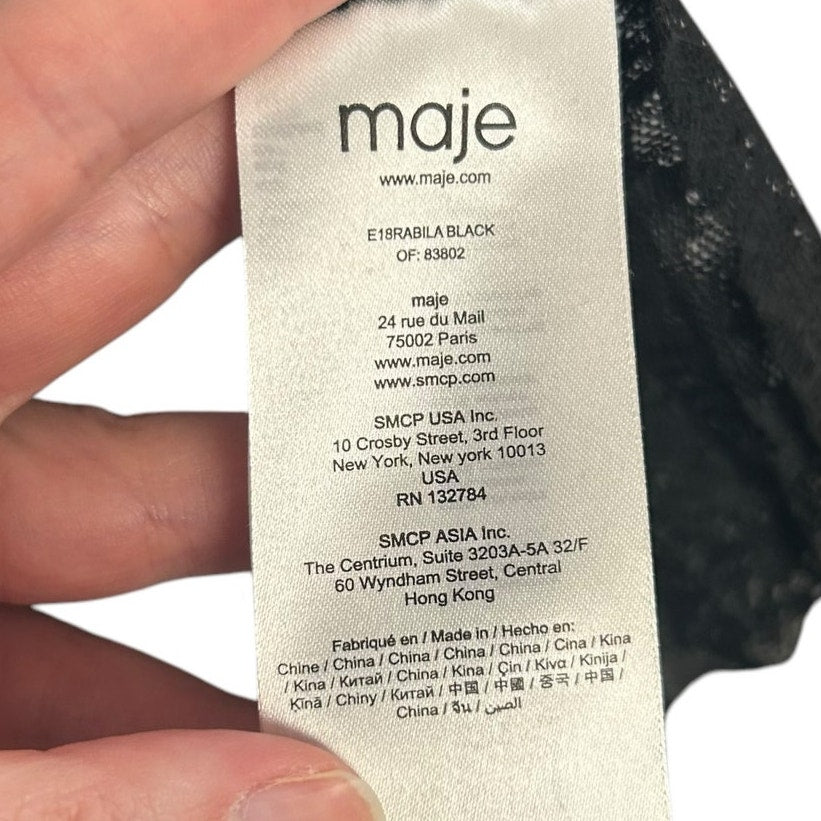 maje
www.maje.com
E18RABILA BLACK
OF: 83802
maje
24 rue du Mail
75002 Paris
www.maje.com
www.smcp.com
SMCP USA Inc.
10 Crosby Street, 3rd Floor
New York, New york 10013
USA
RN 132784
SMCP ASIA Inc.
The Centrium, Suite 3203A-5A 32/F
60 Wyndham Street, Central
Hong Kong
Fabriqué en / Made in / Hecho en:
Chine / China / China / China / China / Cina / Kina
/ Kina / Китай / China / Kina / Çin / Κινα / Kinija /
Ķīnā / Chiny / Китай / 中国 / 中國 / 중국 / 中国 /
China / จีน / الصين